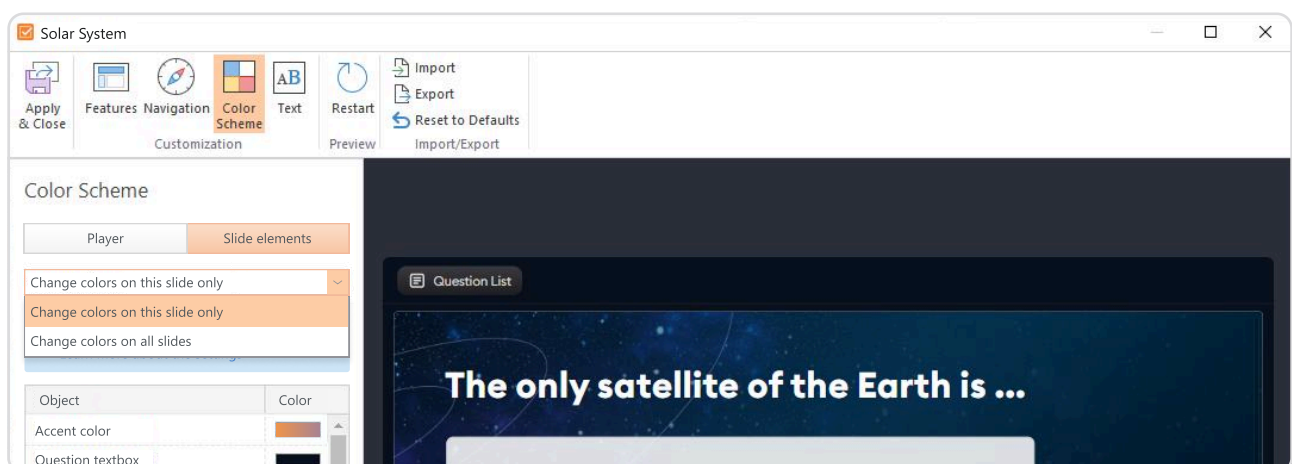 Solar System
Apply & Close
Features
Navigation
Color Scheme
Text
Restart
Import
Export
Reset to Defaults
Customization
Preview
Import/Export
Color Scheme
Player
Slide elements
Change colors on this slide only
Change colors on this slide only
Change colors on all slides
Object
Color
Accent color
Question textbox
Question List
The only satellite of the Earth is ...
AB